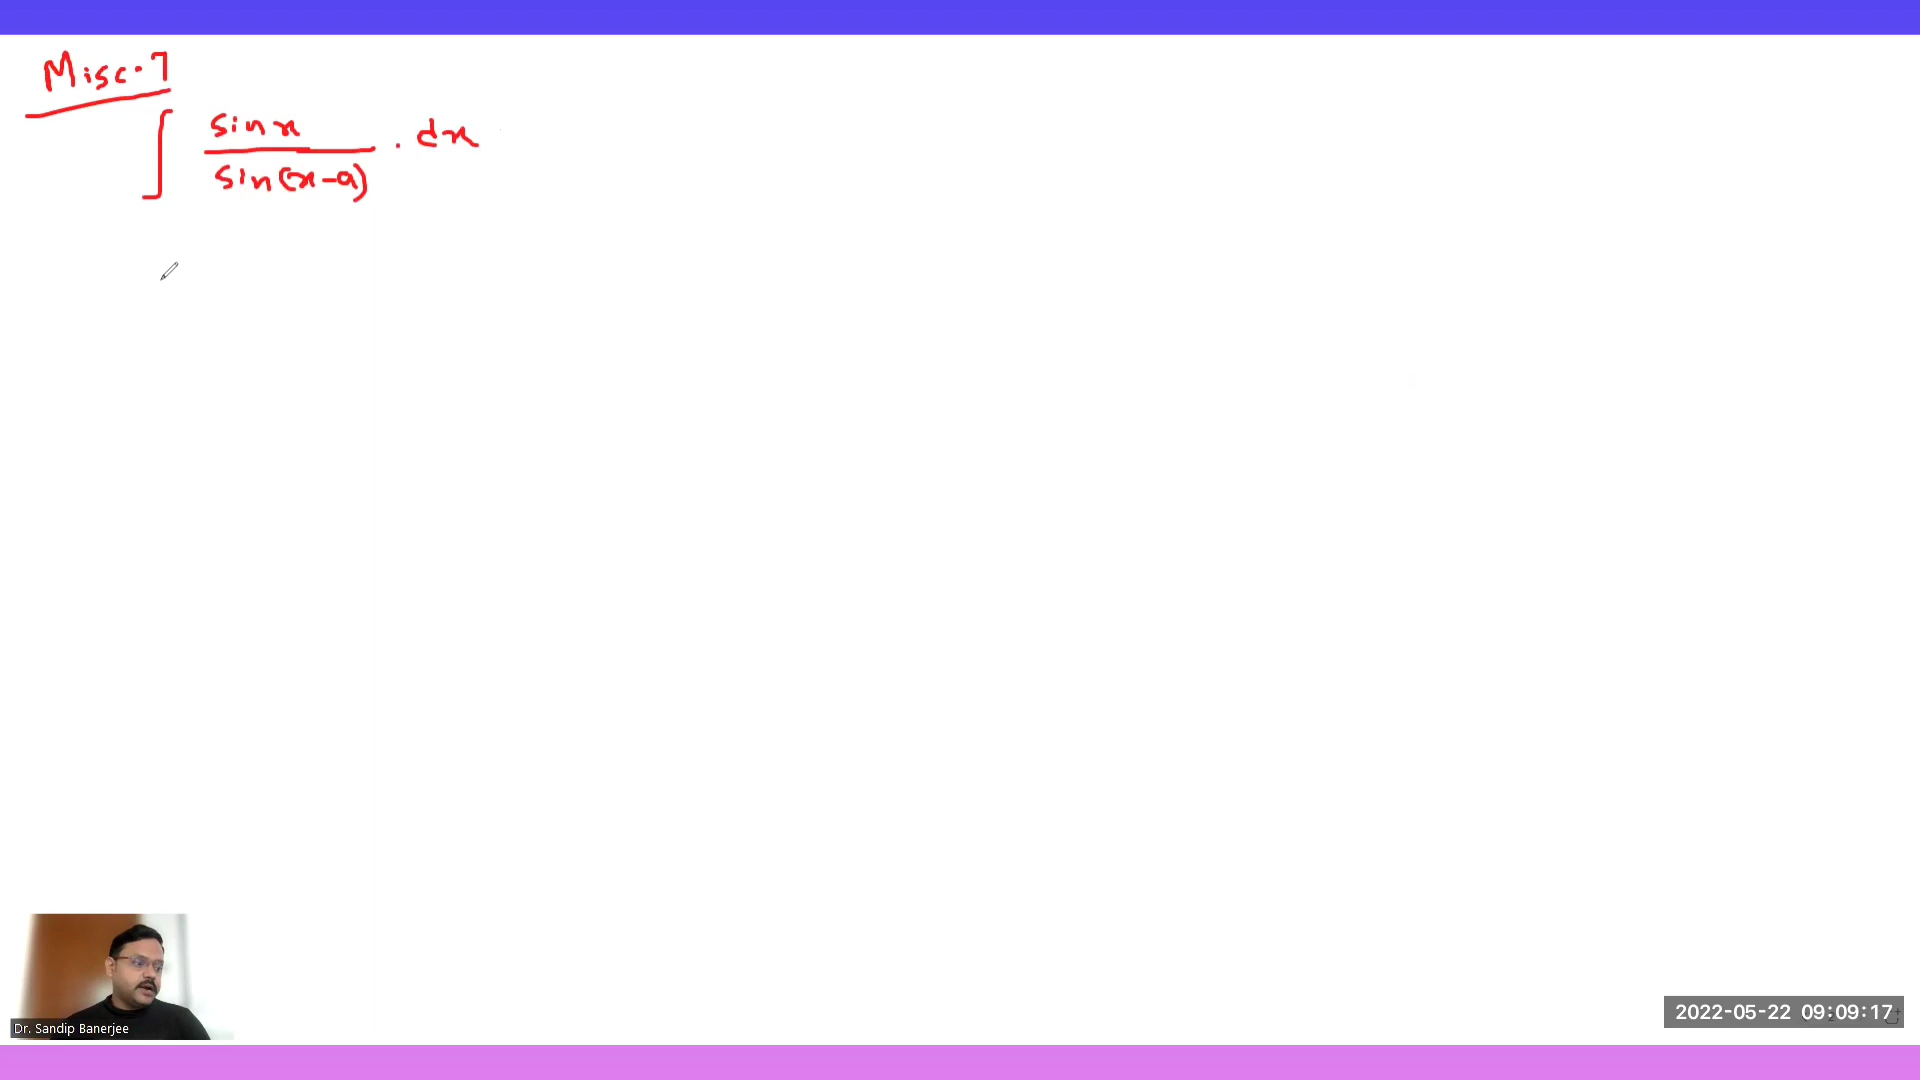 Misc. 7
∫ sin x / sin(x-a) . dx
Dr. Sandip Banerjee
2022-05-22 09:09:17